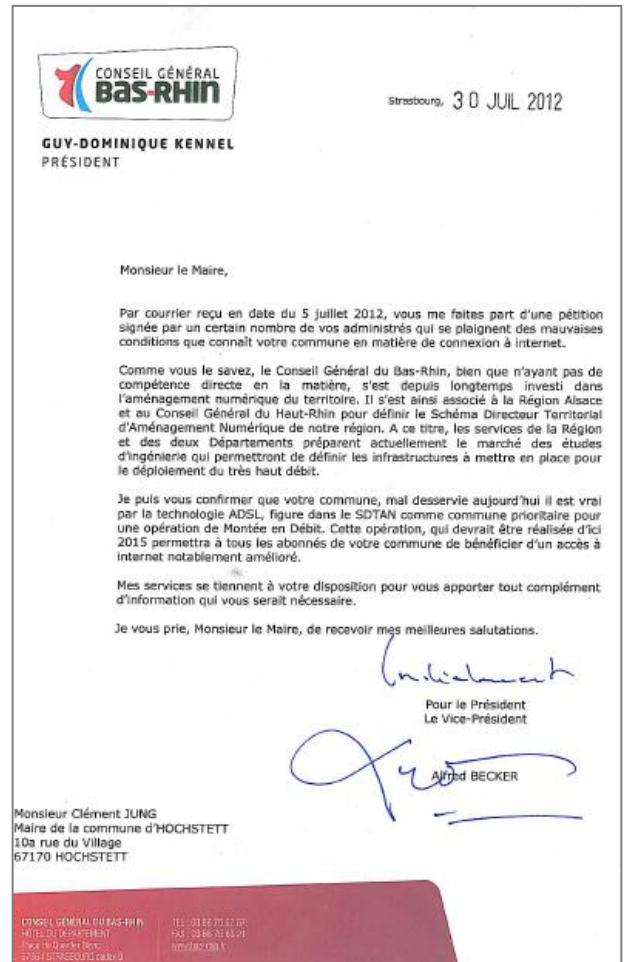 CONSEIL GÉNÉRAL
BAS-RHIN
Strasbourg, 30 JUIL 2012
GUY-DOMINIQUE KENNEL
PRÉSIDENT
Monsieur le Maire,
Par courrier reçu en date du 5 juillet 2012, vous me faites part d'une pétition
signée par un certain nombre de vos administrés qui se plaignent des mauvaises
conditions que connaît votre commune en matière de connexion à internet.
Comme vous le savez, le Conseil Général du Bas-Rhin, bien que n'ayant pas de
compétence directe en la matière, s'est depuis longtemps investi dans
l'aménagement numérique du territoire. Il s'est ainsi associé à la Région Alsace
et au Conseil Général du Haut-Rhin pour définir le Schéma Directeur Territorial
d'Aménagement Numérique de notre région. A ce titre, les services de la Région
et des deux Départements préparent actuellement le marché des études
d'ingénierie qui permettront de définir les infrastructures à mettre en place pour
le déploiement du très haut débit.
Je puis vous confirmer que votre commune, mal desservie aujourd'hui il est vrai
par la technologie ADSL, figure dans le SDTAN comme commune prioritaire pour
une opération de Montée en Débit. Cette opération, qui devrait être réalisée d'ici
2015 permettra à tous les abonnés de votre commune de bénéficier d'un accès à
internet notablement amélioré.
Mes services se tiennent à votre disposition pour vous apporter tout complément
d'information qui vous serait nécessaire.
Je vous prie, Monsieur le Maire, de recevoir mes meilleures salutations.
Pour le Président
Le Vice-Président
Alfred BECKER
Monsieur Clément JUNG
Maire de la commune d'HOCHSTETT
10a rue du Village
67170 HOCHSTETT
CONSEIL GÉNÉRAL DU BAS-RHIN
HÔTEL DU DÉPARTEMENT